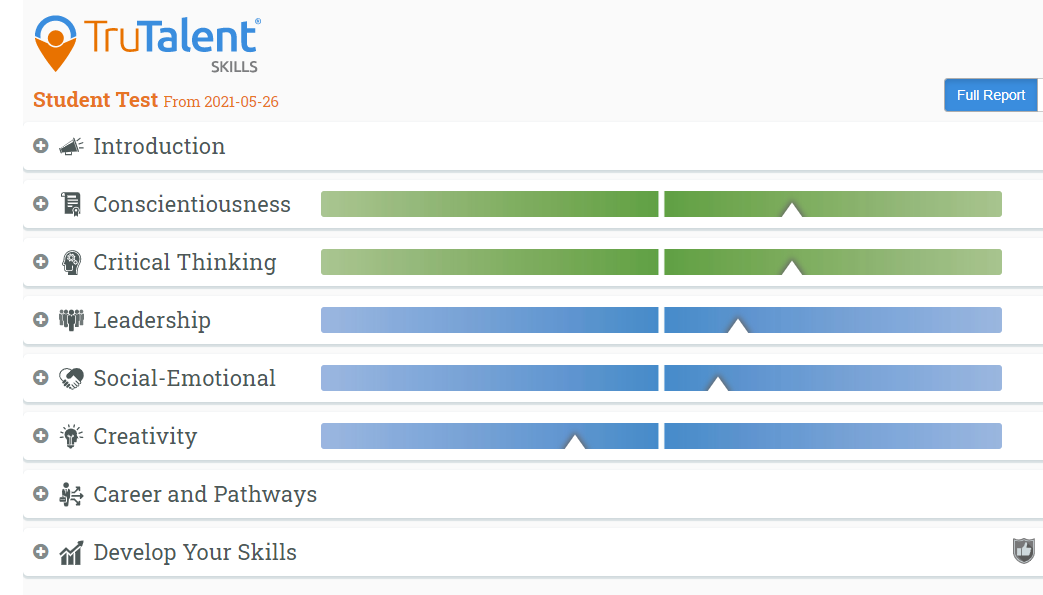 TruTalent®
SKILLS
Student Test From 2021-05-26
Full Report
Introduction
Conscientiousness
Critical Thinking
Leadership
Social-Emotional
Creativity
Career and Pathways
Develop Your Skills